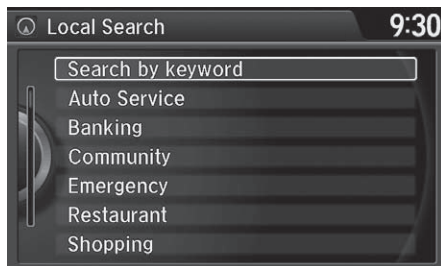 Local Search
9:30
Search by keyword
Auto Service
Banking
Community
Emergency
Restaurant
Shopping